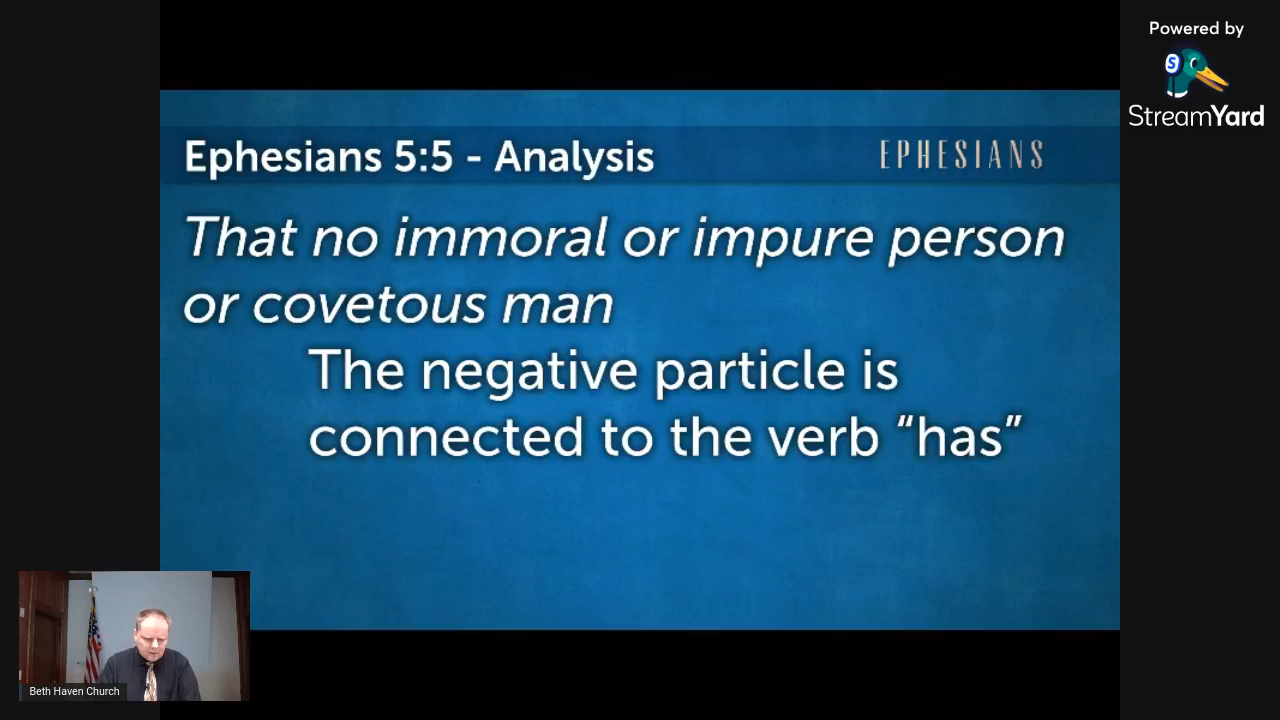 Powered by
S
StreamYard
Ephesians 5:5 - Analysis
EPHESIANS
That no immoral or impure person
or covetous man
The negative particle is
connected to the verb “has”
Beth Haven Church